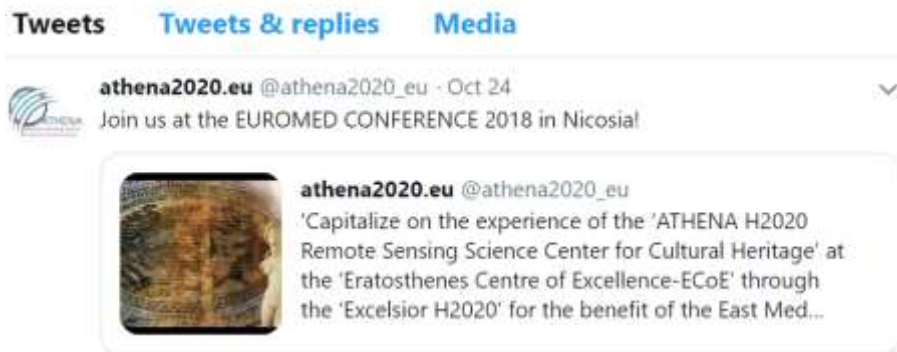 Tweets Tweets & replies Media
athena2020.eu @athena2020_eu · Oct 24
ATHENA
Join us at the EUROMED CONFERENCE 2018 in Nicosia!
athena2020.eu @athena2020_eu
'Capitalize on the experience of the 'ATHENA H2020
Remote Sensing Science Center for Cultural Heritage' at
the 'Eratosthenes Centre of Excellence-ECoE' through
the 'Excelsior H2020' for the benefit of the East Med...